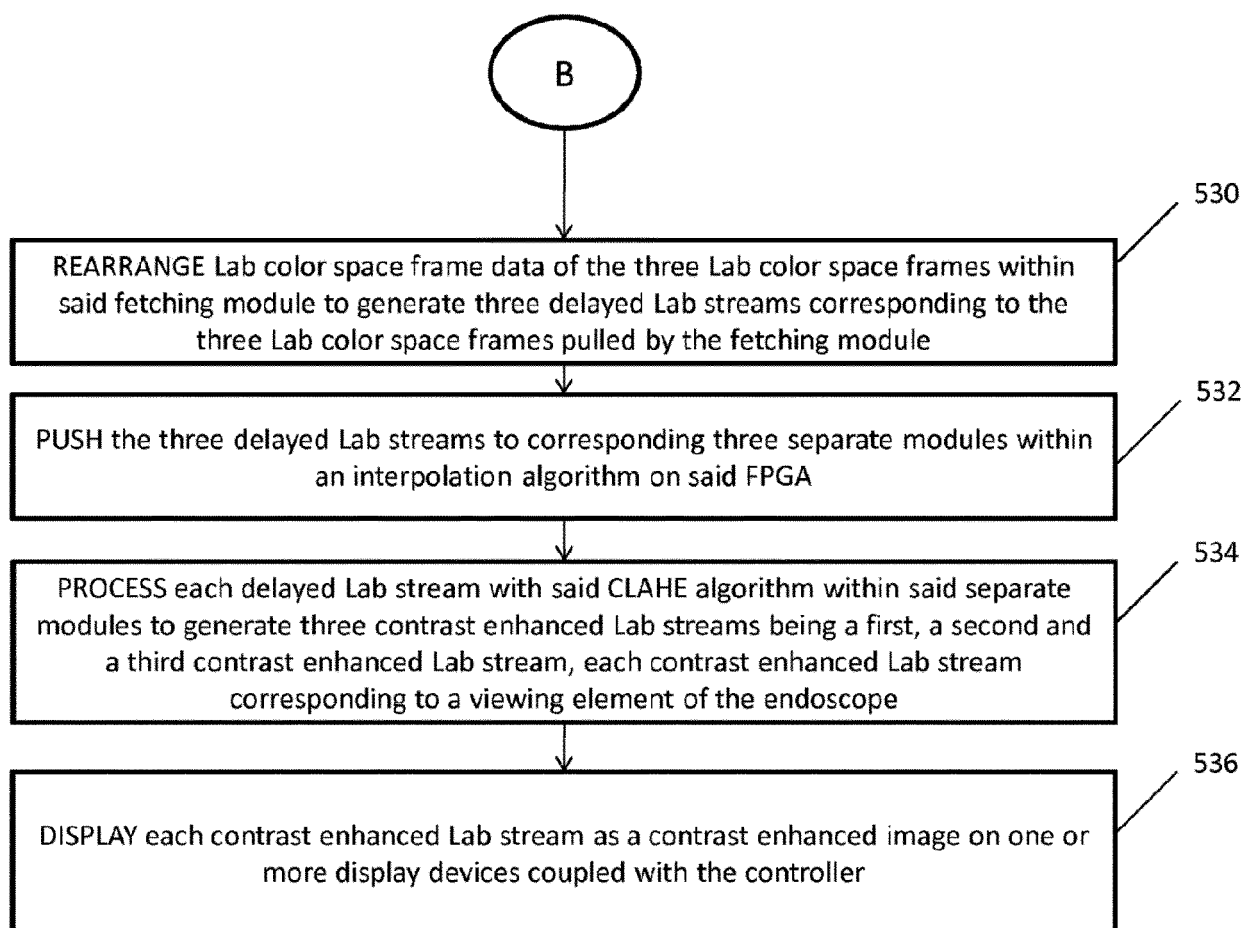 B
530
REARRANGE Lab color space frame data of the three Lab color space frames within
said fetching module to generate three delayed Lab streams corresponding to the
three Lab color space frames pulled by the fetching module
532
PUSH the three delayed Lab streams to corresponding three separate modules within
an interpolation algorithm on said FPGA
534
PROCESS each delayed Lab stream with said CLAHE algorithm within said separate
modules to generate three contrast enhanced Lab streams being a first, a second and
a third contrast enhanced Lab stream, each contrast enhanced Lab stream
corresponding to a viewing element of the endoscope
536
DISPLAY each contrast enhanced Lab stream as a contrast enhanced image on one or
more display devices coupled with the controller